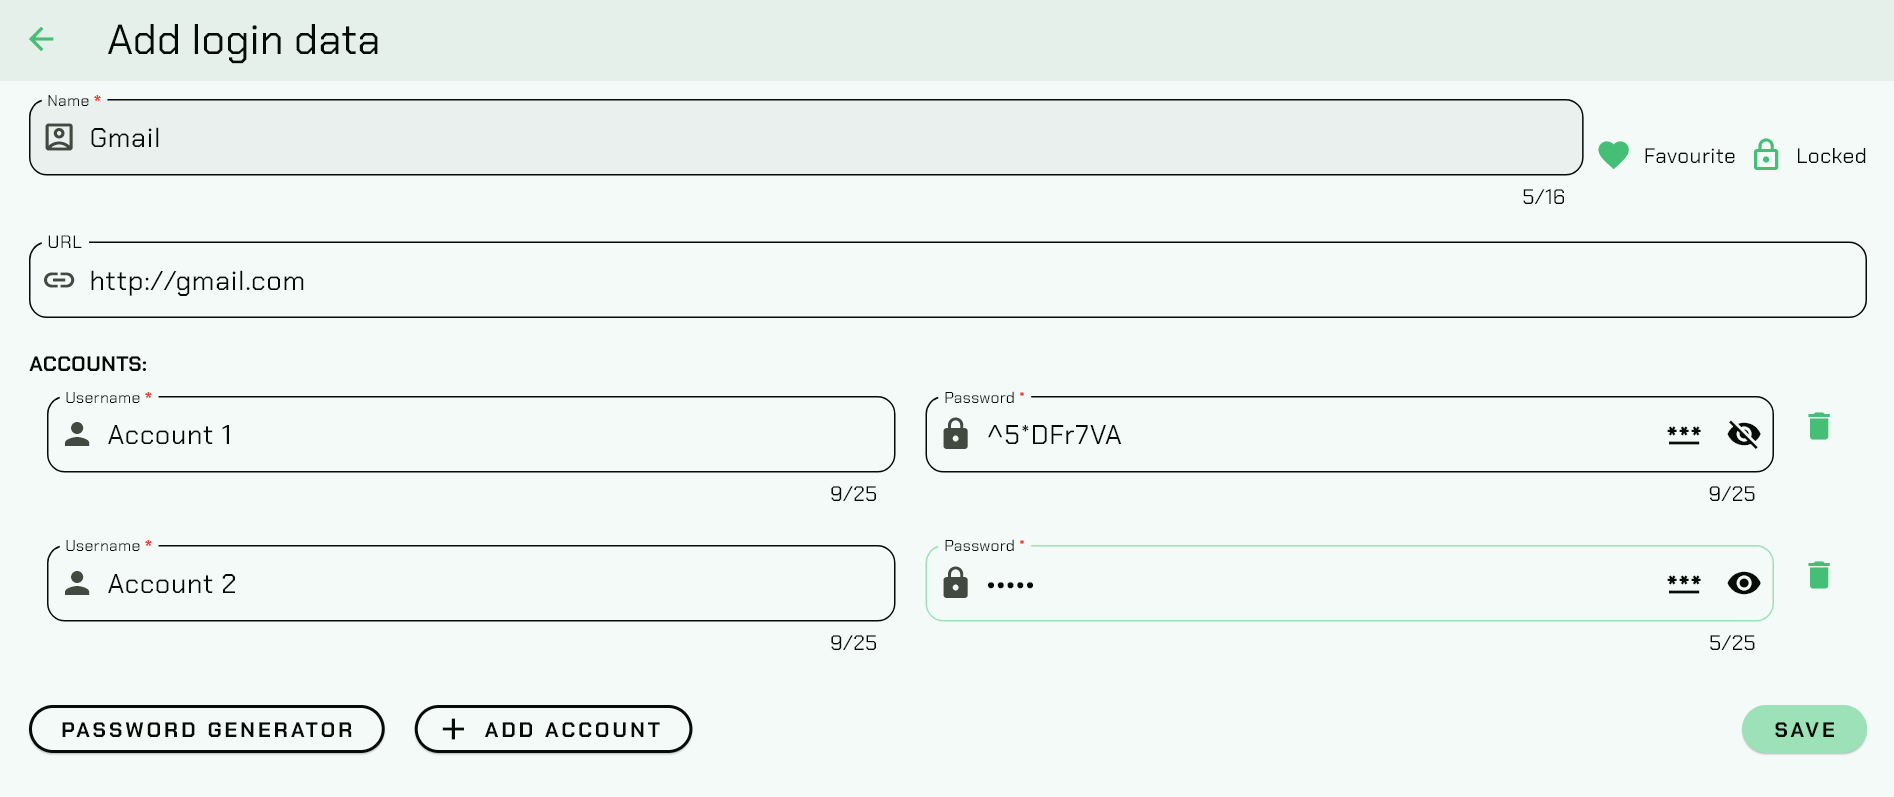 Add login data
Name *
Gmail
Favourite
Locked
5/16
URL
http://gmail.com
ACCOUNTS:
Username *
Account 1
Password *
^5*DFr7VA
***
9/25
9/25
Username *
Account 2
Password *
•••••
***
9/25
5/25
PASSWORD GENERATOR
+ ADD ACCOUNT
SAVE